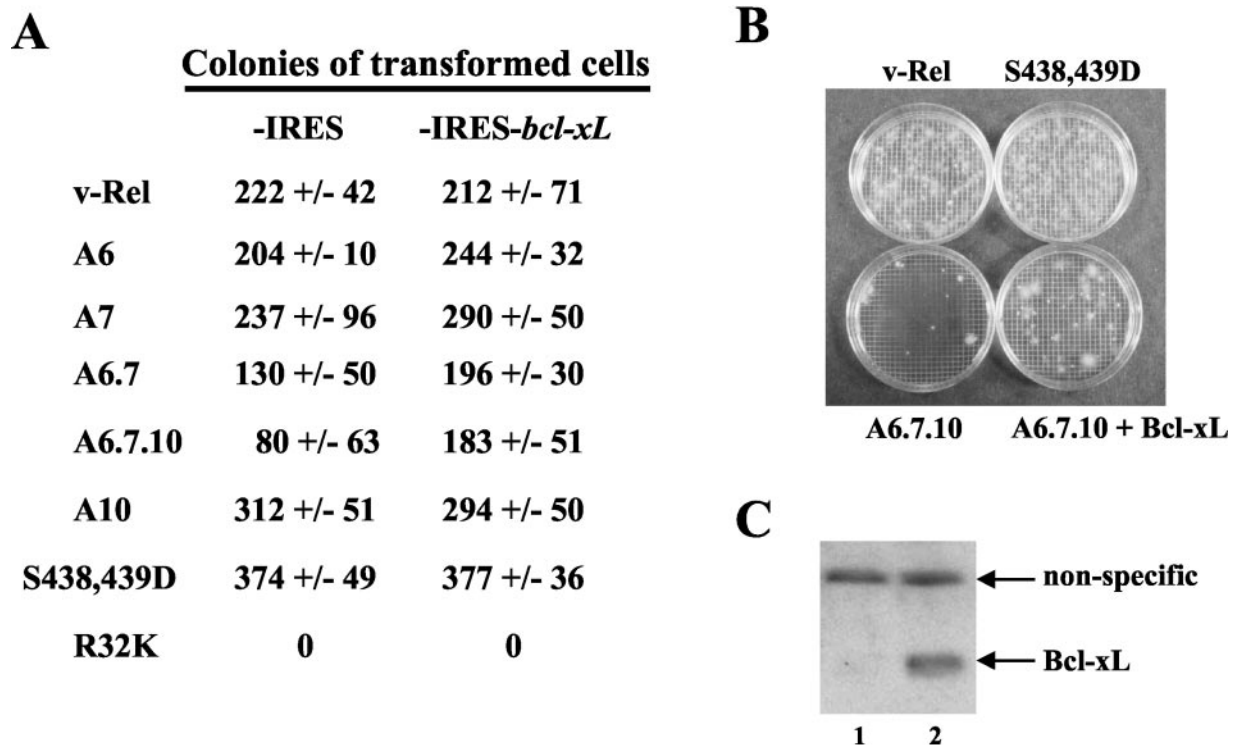 A
Colonies of transformed cells
-IRES -IRES-bcl-xL
v-Rel 222 +/- 42 212 +/- 71
A6 204 +/- 10 244 +/- 32
A7 237 +/- 96 290 +/- 50
A6.7 130 +/- 50 196 +/- 30
A6.7.10 80 +/- 63 183 +/- 51
A10 312 +/- 51 294 +/- 50
S438,439D 374 +/- 49 377 +/- 36
R32K 0 0
B
v-Rel S438,439D
A6.7.10 A6.7.10 + Bcl-xL
C
non-specific
Bcl-xL
1 2